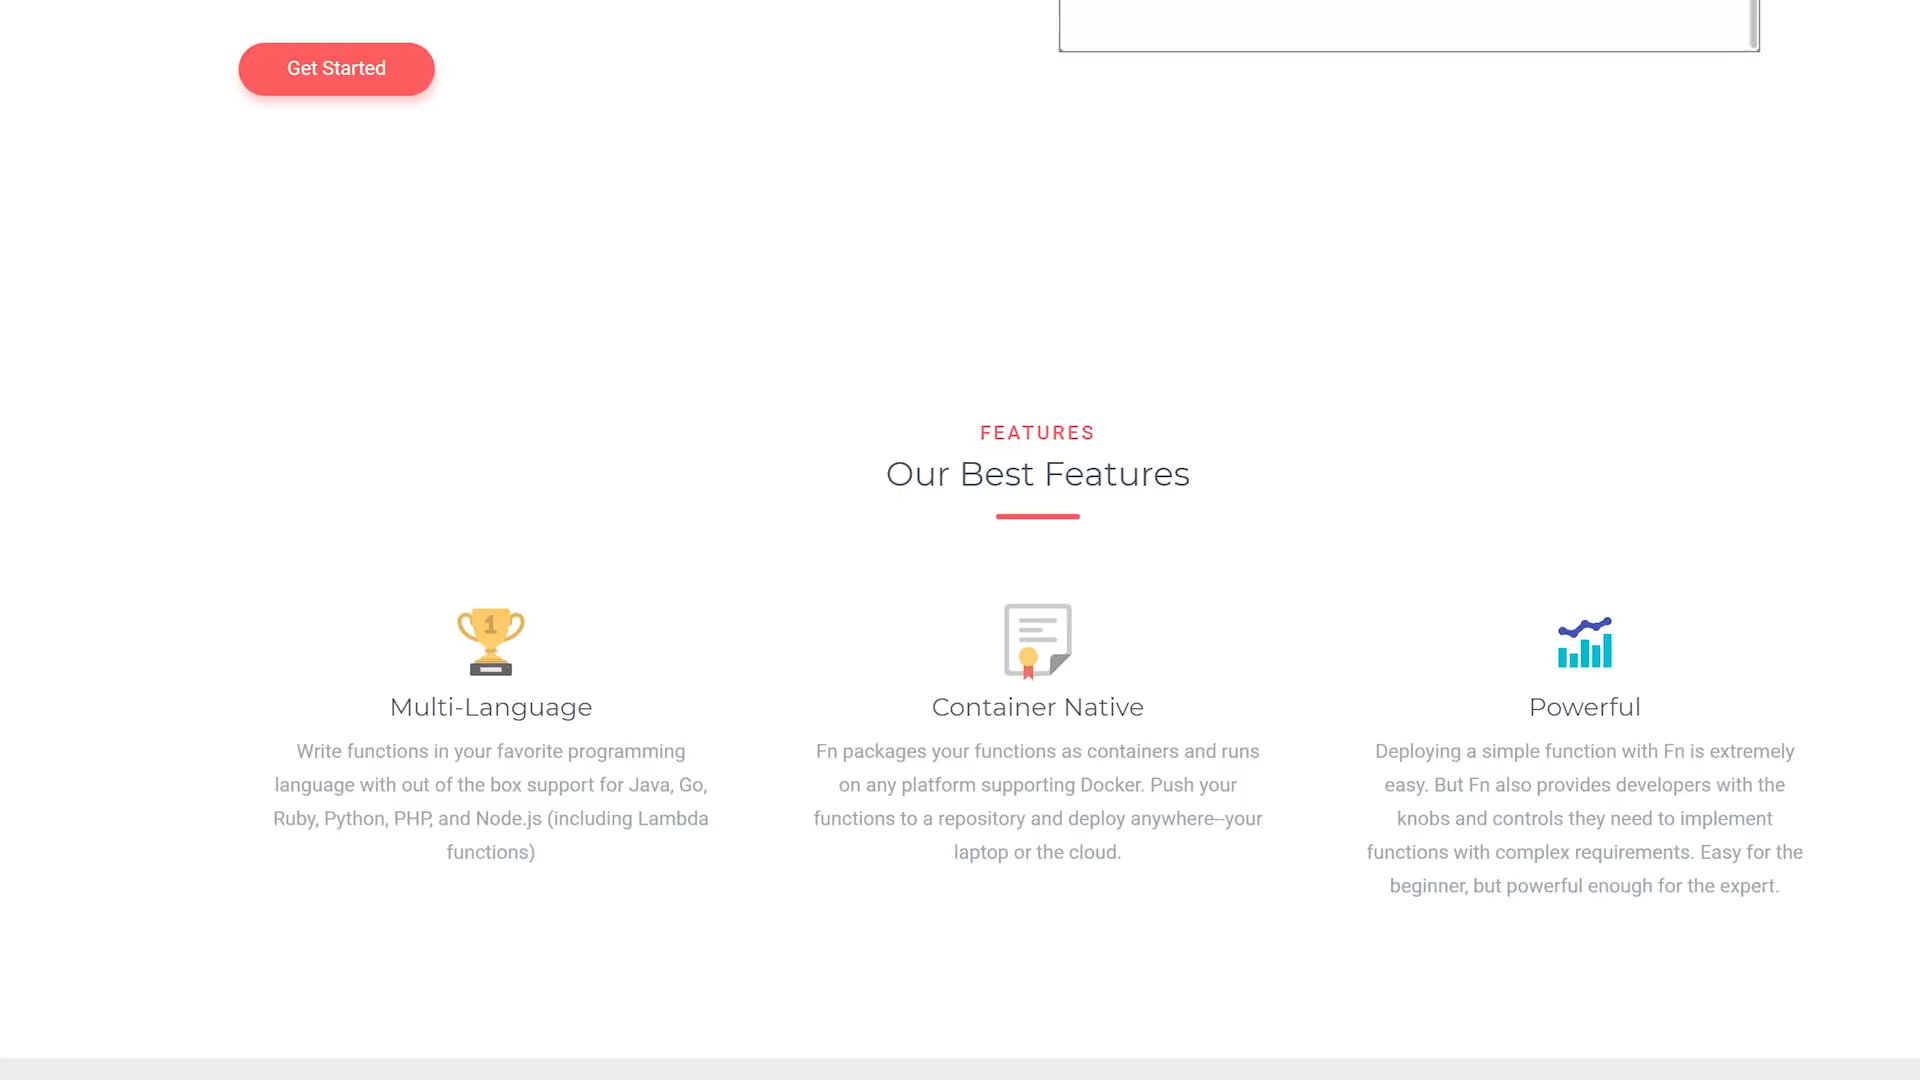 Get Started
FEATURES
Our Best Features
1
Multi-Language
Write functions in your favorite programming
language with out of the box support for Java, Go,
Ruby, Python, PHP, and Node.js (including Lambda
functions)
Container Native
Fn packages your functions as containers and runs
on any platform supporting Docker. Push your
functions to a repository and deploy anywhere--your
laptop or the cloud.
Powerful
Deploying a simple function with Fn is extremely
easy. But Fn also provides developers with the
knobs and controls they need to implement
functions with complex requirements. Easy for the
beginner, but powerful enough for the expert.